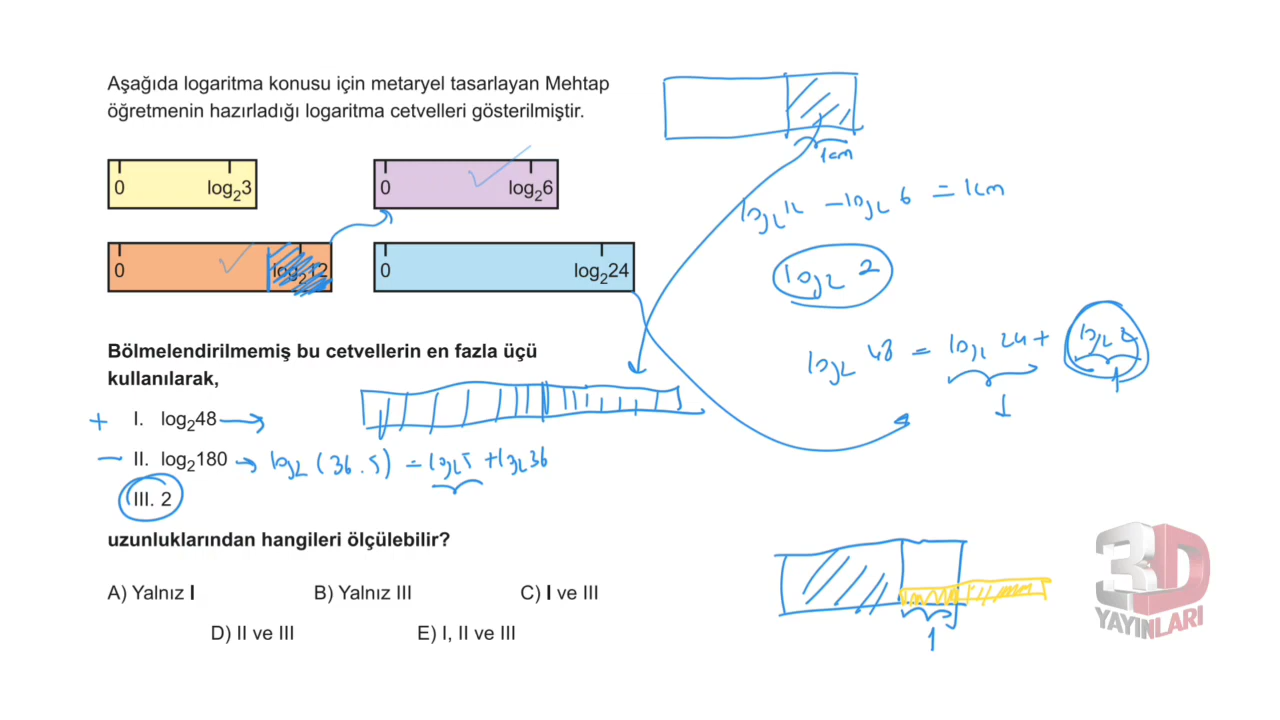 Aşağıda logaritma konusu için metaryel tasarlayan Mehtap
öğretmenin hazırladığı logaritma cetvelleri gösterilmiştir.
0 log₂3
0 log₂6
0 log₂12
0 log₂24
Bölmelendirilmemiş bu cetvellerin en fazla üçü
kullanılarak,
+ I. log₂48 →
− II. log₂180 → log₂(36.5) = log₂5 + log₂36
III. 2
uzunluklarından hangileri ölçülebilir?
A) Yalnız I B) Yalnız III C) I ve III
D) II ve III E) I, II ve III
1cm
log₂12 − log₂6 = 1cm
log₂2
log₂48 = log₂24 + log₂2
1
1
3D
YAYINLARI